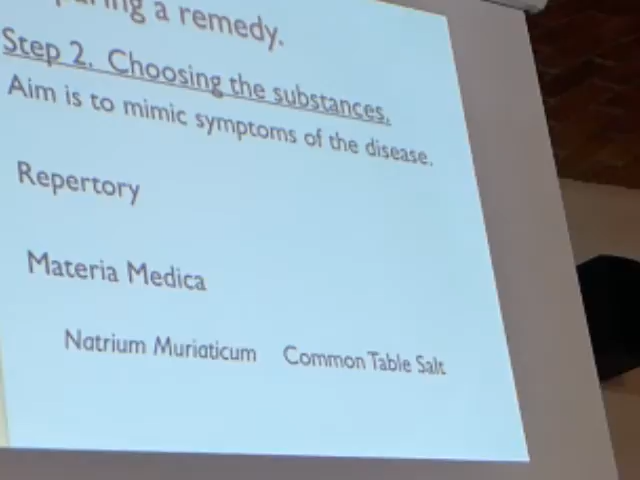 a remedy.
Step 2. Choosing the substances.
Aim is to mimic symptoms of the disease.
Repertory
Materia Medica
Natrium Muriaticum Common Table Salt